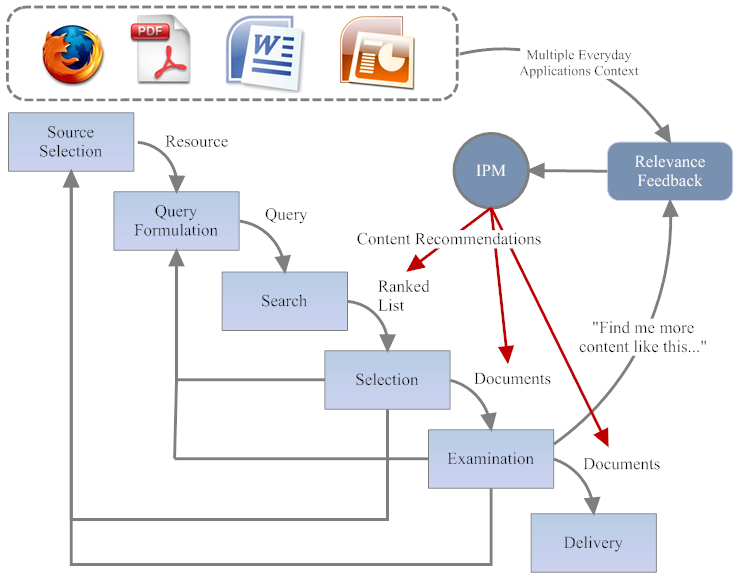 PDF
W
Multiple Everyday
Applications Context
Source
Selection
Resource
IPM
Relevance
Feedback
Query
Formulation
Query
Content Recommendations
Search
Ranked
List
"Find me more
content like this..."
Selection
Documents
Examination
Documents
Delivery